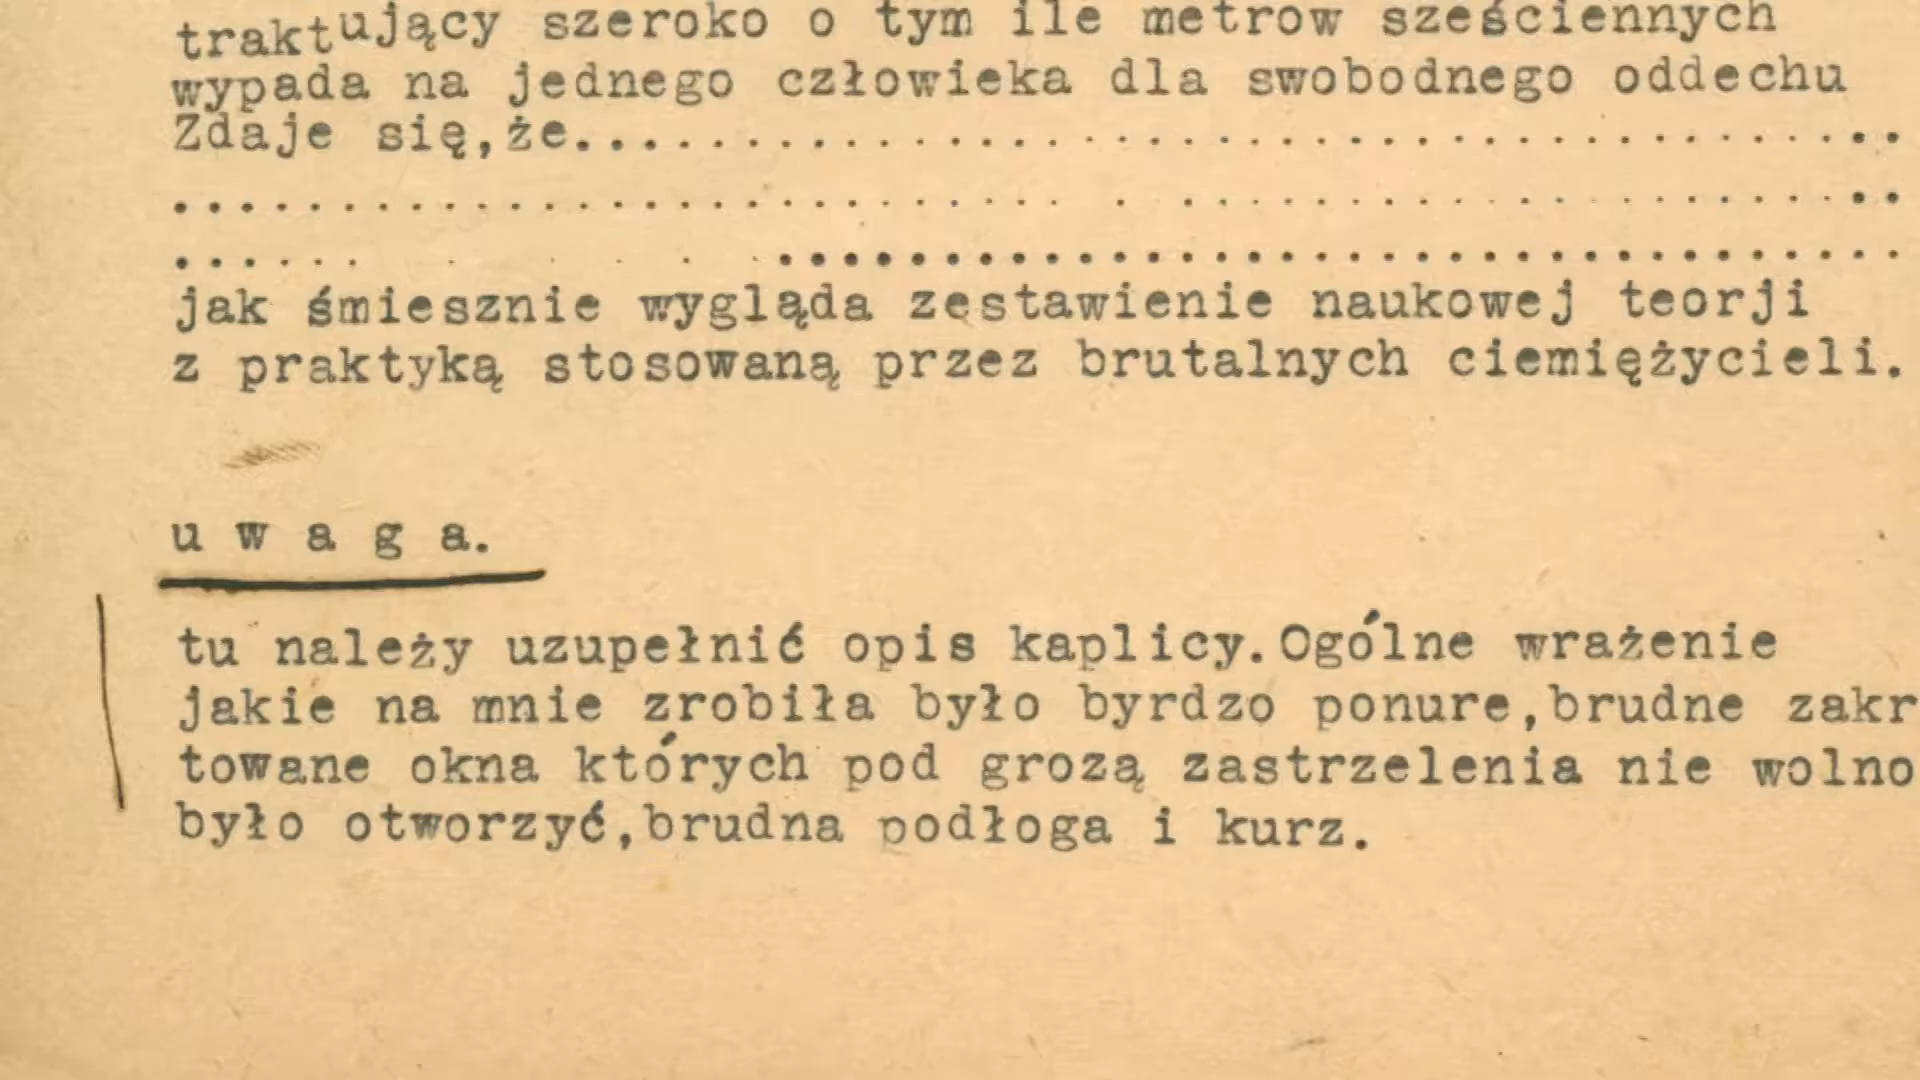 traktujący szeroko o tym ile metrow sześciennych
wypada na jednego człowieka dla swobodnego oddechu
Zdaje się,że.......................................
...................................................
......  .  .   .  ..................................
jak śmiesznie wygląda zestawienie naukowej teorji
z praktyką stosowaną przez brutalnych ciemiężycieli.
u w a g a.
tu należy uzupełnić opis kaplicy.Ogólne wrażenie
jakie na mnie zrobiła było byrdzo ponure,brudne zakr
towane okna których pod grozą zastrzelenia nie wolno
było otworzyć,brudna podłoga i kurz.